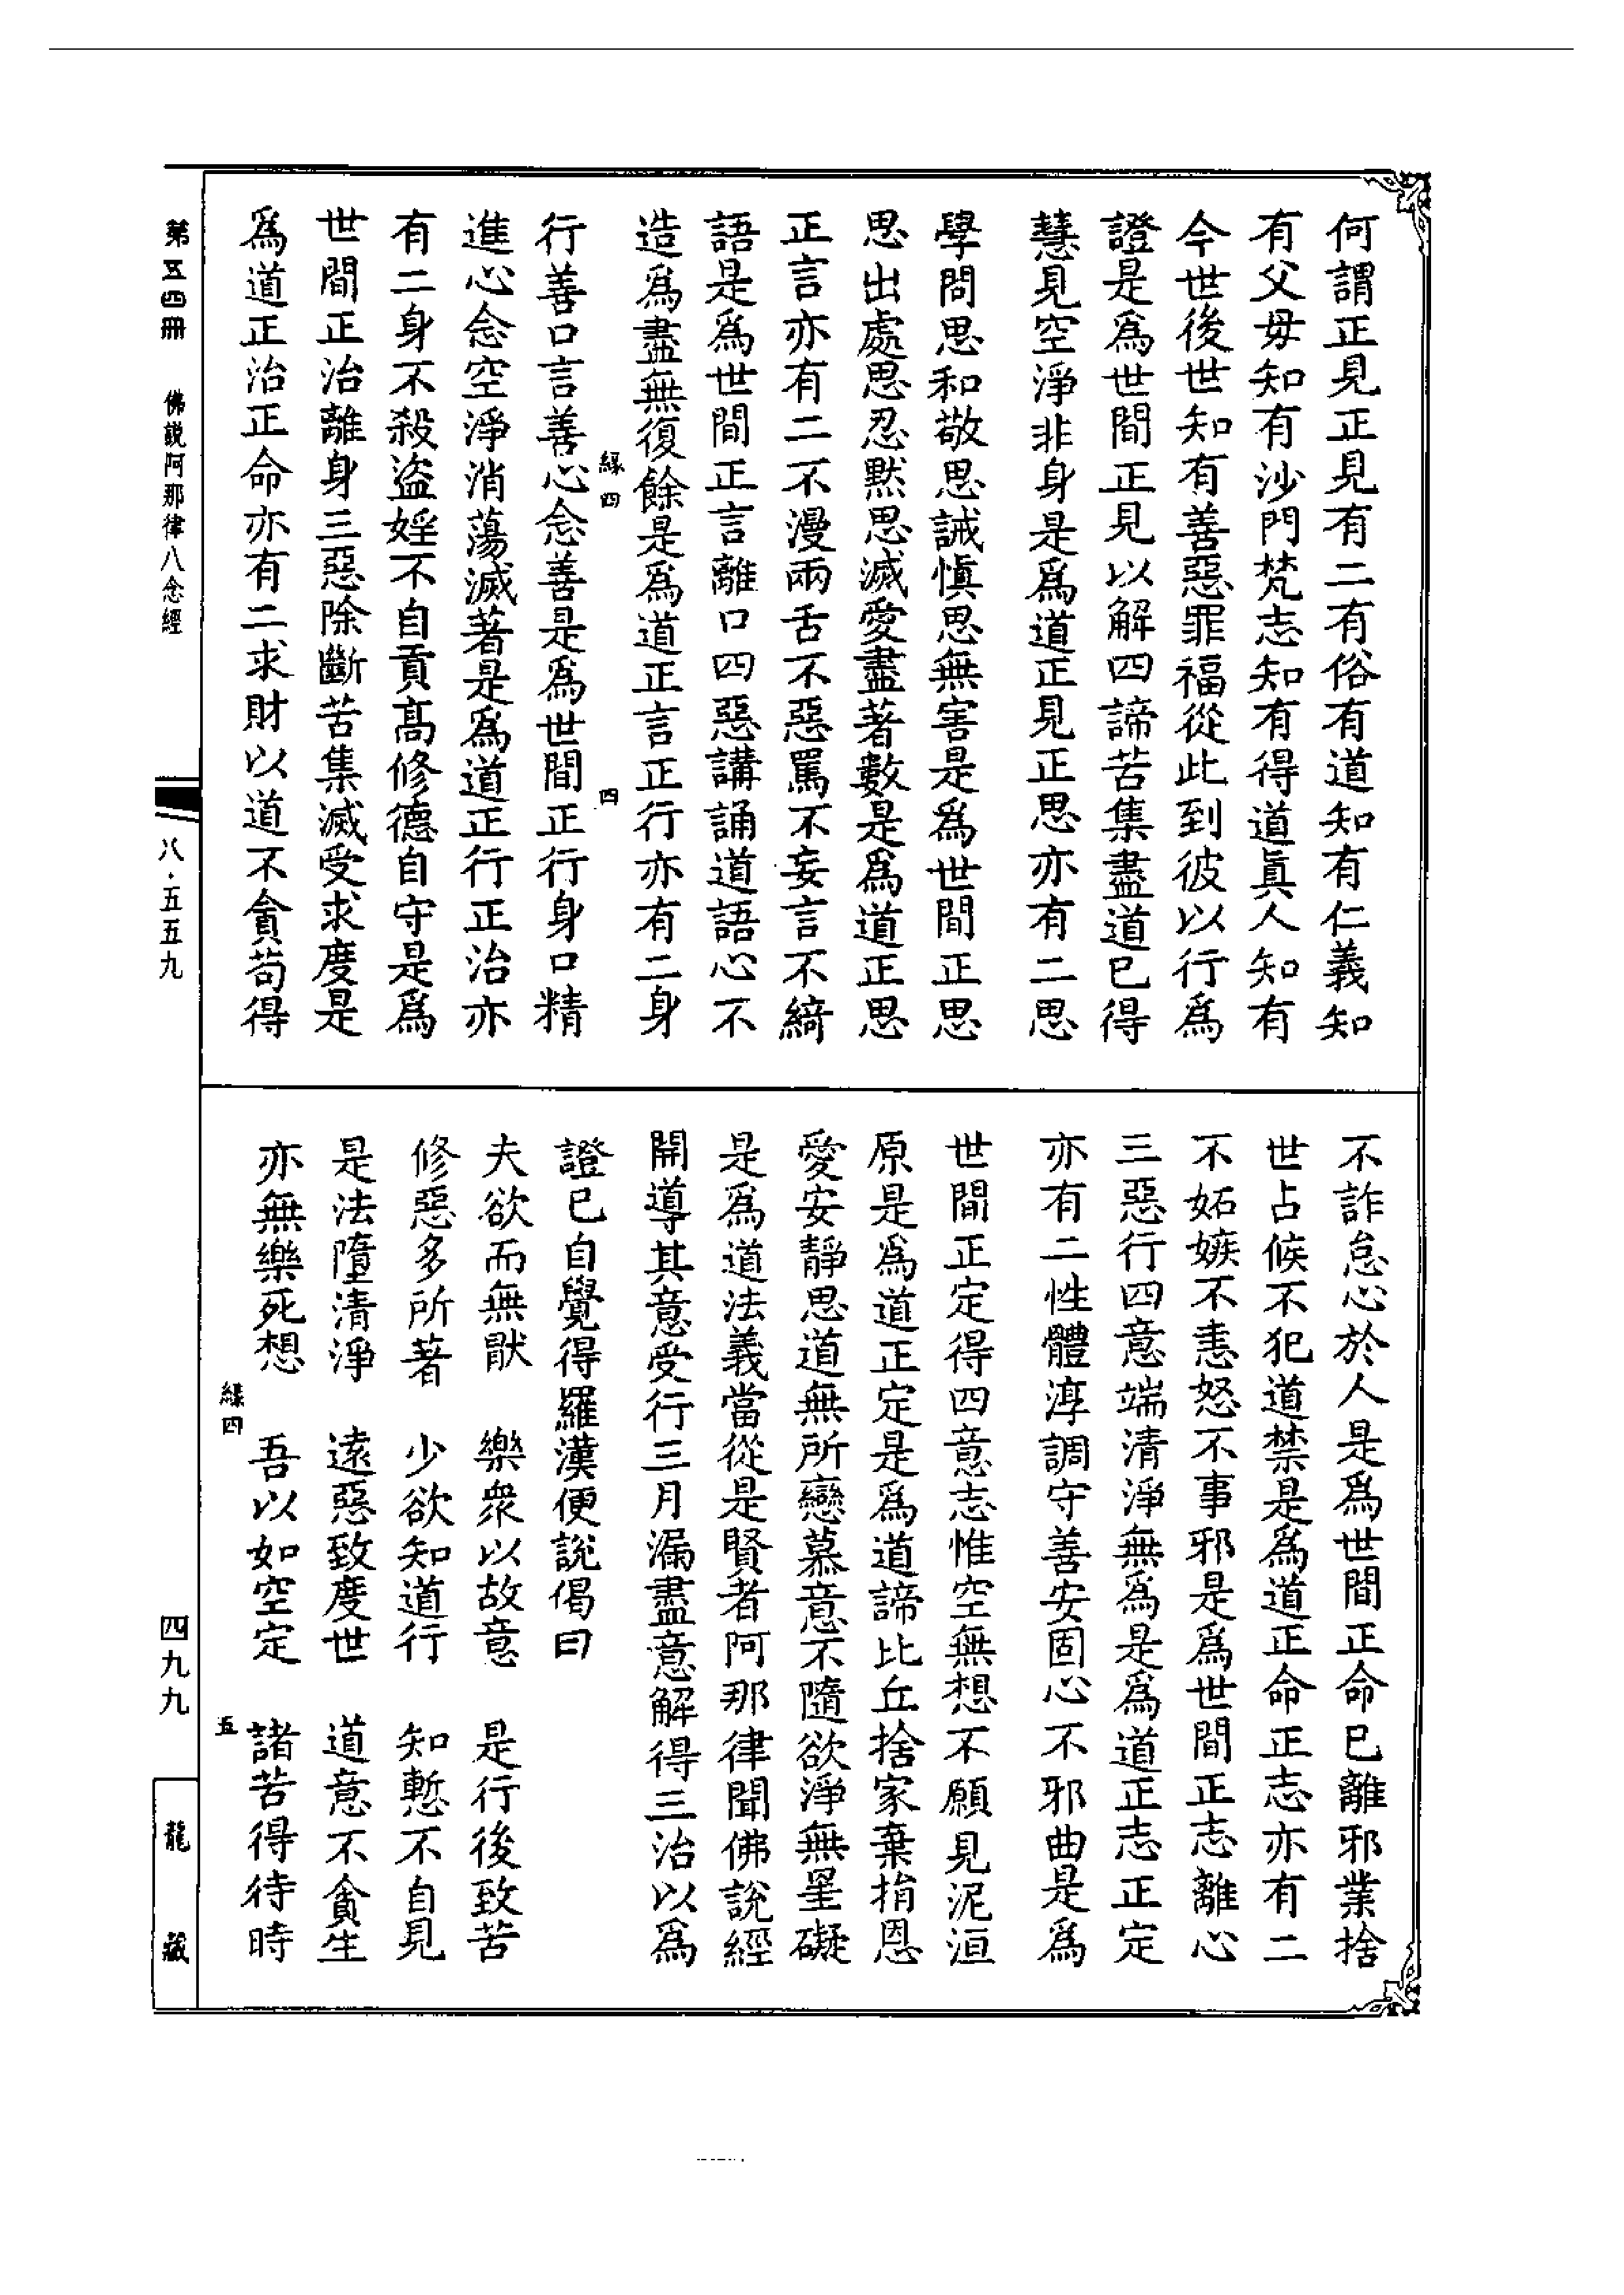 何謂正見正見有二有俗有道知有仁義知
有父母知有沙門梵志知有得道眞人知有
今世後世知有善惡罪福從此到彼以行爲
證是爲世間正見以解四諦苦集盡道已得
慧見空淨非身是爲道正見正思亦有二思
學問思和敬思誡愼思無害是爲世間正思
思出處思忍默思滅愛盡著數是爲道正思
正言亦有二不漫兩舌不惡罵不妄言不綺
語是爲世間正言離口四惡講誦道語心不
造爲盡無復餘是爲道正言正行亦有二身
縁四 四
行善口言善心念善是爲世間正行身口精
進心念空淨消蕩滅著是爲道正行正治亦
有二身不殺盜婬不自貢高修德自守是爲
世間正治離身三惡除斷苦集滅受求度是
爲道正治正命亦有二求財以道不貪苟得
不詐怠心於人是爲世間正命已離邪業捨
世占候不犯道禁是爲道正命正志亦有二
不妬嫉不恚怒不事邪是爲世間正志離心
三惡行四意端清淨無爲是爲道正志正定
亦有二性體淳調守善安固心不邪曲是爲
世間正定得四意志惟空無想不願見泥洹
原是爲道正定是爲道諦比丘捨家棄捐恩
愛安靜思道無所戀慕意不隨欲淨無罣礙
是爲道法義當從是賢者阿那律聞佛說經
開導其意受行三月漏盡意解得三治以爲
證已自覺得羅漢便說偈曰
夫欲而無猒 樂衆以故意 是行後致苦
修惡多所著 少欲知道行 知慙不自見
是法墮清淨 遠惡致度世 道意不貪生
亦無樂死想 吾以如空定 諸苦得待時
縁四 五
第五四冊 佛説阿那律八念經
八·五五九
四九九
龍藏